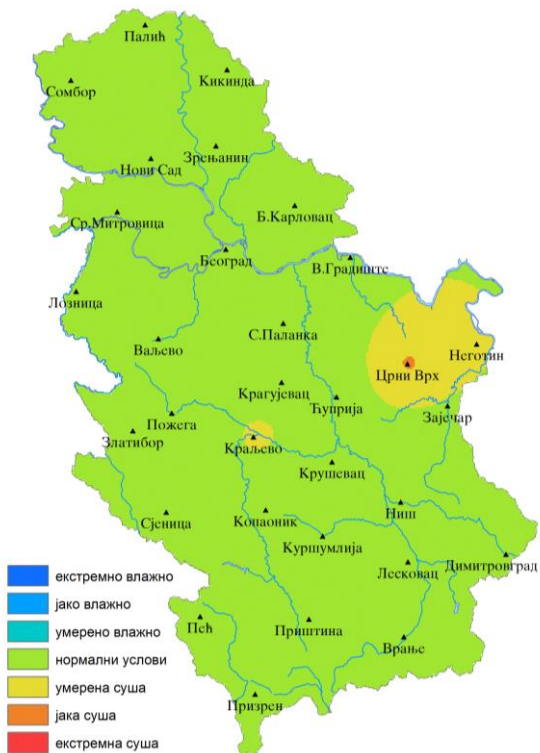 Палић
Кикинда
Сомбор
Зрењанин
Нови Сад
Б.Карловац
Ср.Митровица
Београд
В.Градиште
Лозница
С.Паланка
Ваљево
Неготин
Црни Врх
Крагујевац
Ћуприја
Зајечар
Пожега
Златибор
Краљево
Крушевац
Ниш
Копаоник
Сјеница
Куршумлија
Димитровград
Лесковац
Пећ
Приштина
Врање
Призрен
екстремно влажно
јако влажно
умерено влажно
нормални услови
умерена суша
јака суша
екстремна суша